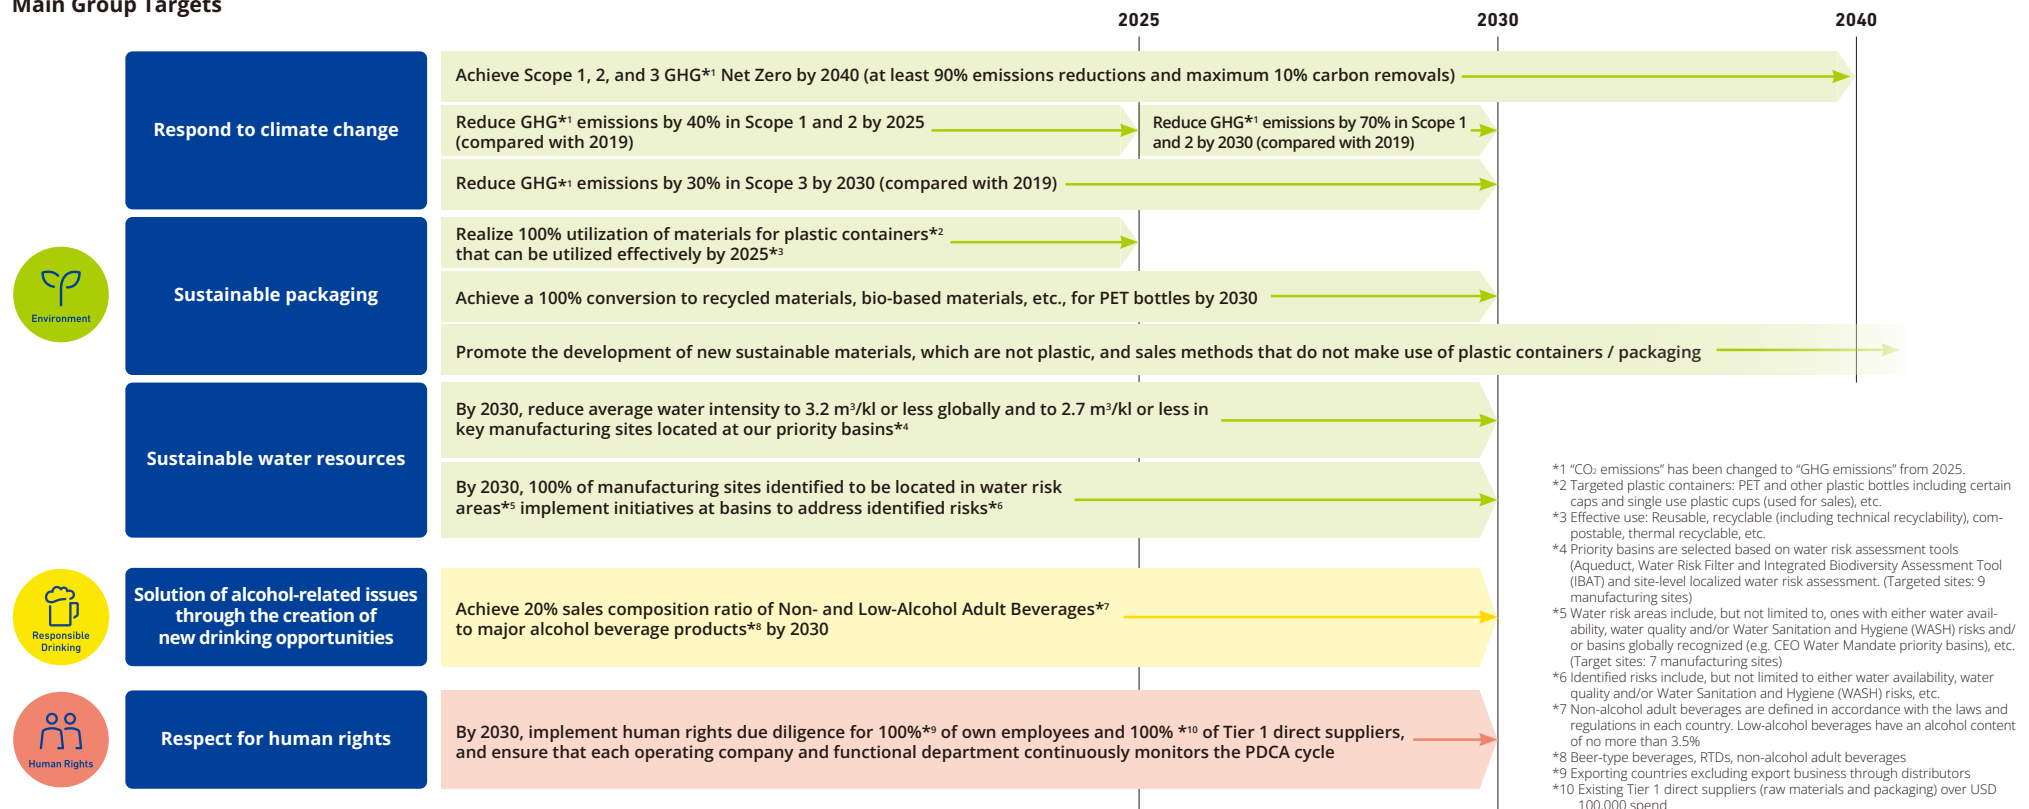 Main Group Targets
2025
2030
2040
Respond to climate change
Achieve Scope 1, 2, and 3 GHG*1 Net Zero by 2040 (at least 90% emissions reductions and maximum 10% carbon removals)
Reduce GHG*1 emissions by 40% in Scope 1 and 2 by 2025
(compared with 2019)
Reduce GHG*1 emissions by 70% in Scope 1
and 2 by 2030 (compared with 2019)
Reduce GHG*1 emissions by 30% in Scope 3 by 2030 (compared with 2019)
Environment
Sustainable packaging
Realize 100% utilization of materials for plastic containers*2
that can be utilized effectively by 2025*3
Achieve a 100% conversion to recycled materials, bio-based materials, etc., for PET bottles by 2030
Promote the development of new sustainable materials, which are not plastic, and sales methods that do not make use of plastic containers / packaging
Sustainable water resources
By 2030, reduce average water intensity to 3.2 m³/kl or less globally and to 2.7 m³/kl or less in
key manufacturing sites located at our priority basins*4
By 2030, 100% of manufacturing sites identified to be located in water risk
areas*5 implement initiatives at basins to address identified risks*6
Responsible
Drinking
Solution of alcohol-related issues
through the creation of
new drinking opportunities
Achieve 20% sales composition ratio of Non- and Low-Alcohol Adult Beverages*7
to major alcohol beverage products*8 by 2030
Human Rights
Respect for human rights
By 2030, implement human rights due diligence for 100%*9 of own employees and 100% *10 of Tier 1 direct suppliers,
and ensure that each operating company and functional department continuously monitors the PDCA cycle
*1 “CO₂ emissions” has been changed to “GHG emissions” from 2025.
*2 Targeted plastic containers: PET and other plastic bottles including certain
caps and single use plastic cups (used for sales), etc.
*3 Effective use: Reusable, recyclable (including technical recyclability), com-
postable, thermal recyclable, etc.
*4 Priority basins are selected based on water risk assessment tools
(Aqueduct, Water Risk Filter and Integrated Biodiversity Assessment Tool
(IBAT) and site-level localized water risk assessment. (Targeted sites: 9
manufacturing sites)
*5 Water risk areas include, but not limited to, ones with either water avail-
ability, water quality and/or Water Sanitation and Hygiene (WASH) risks and/
or basins globally recognized (e.g. CEO Water Mandate priority basins), etc.
(Target sites: 7 manufacturing sites)
*6 Identified risks include, but not limited to either water availability, water
quality and/or Water Sanitation and Hygiene (WASH) risks, etc.
*7 Non-alcohol adult beverages are defined in accordance with the laws and
regulations in each country. Low-alcohol beverages have an alcohol content
of no more than 3.5%
*8 Beer-type beverages, RTDs, non-alcohol adult beverages
*9 Exporting countries excluding export business through distributors
*10 Existing Tier 1 direct suppliers (raw materials and packaging) over USD
100,000 spend